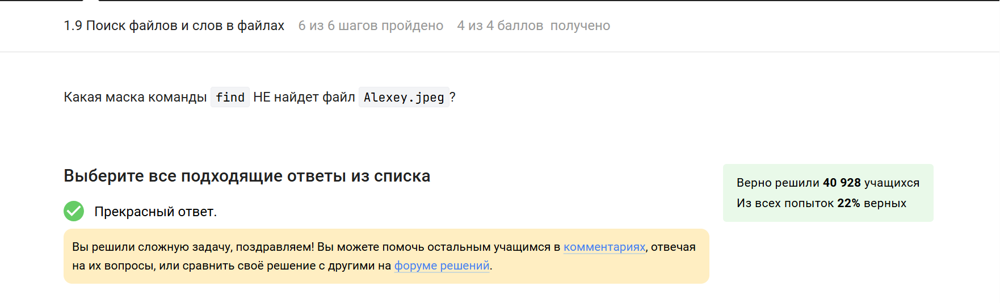 1.9 Поиск файлов и слов в файлах 6 из 6 шагов пройдено 4 из 4 баллов получено
Какая маска команды find НЕ найдет файл Alexey.jpeg?
Выберите все подходящие ответы из списка
Прекрасный ответ.
Вы решили сложную задачу, поздравляем! Вы можете помочь остальным учащимся в комментариях, отвечая
на их вопросы, или сравнить своё решение с другими на форуме решений.
Верно решили 40 928 учащихся
Из всех попыток 22% верных